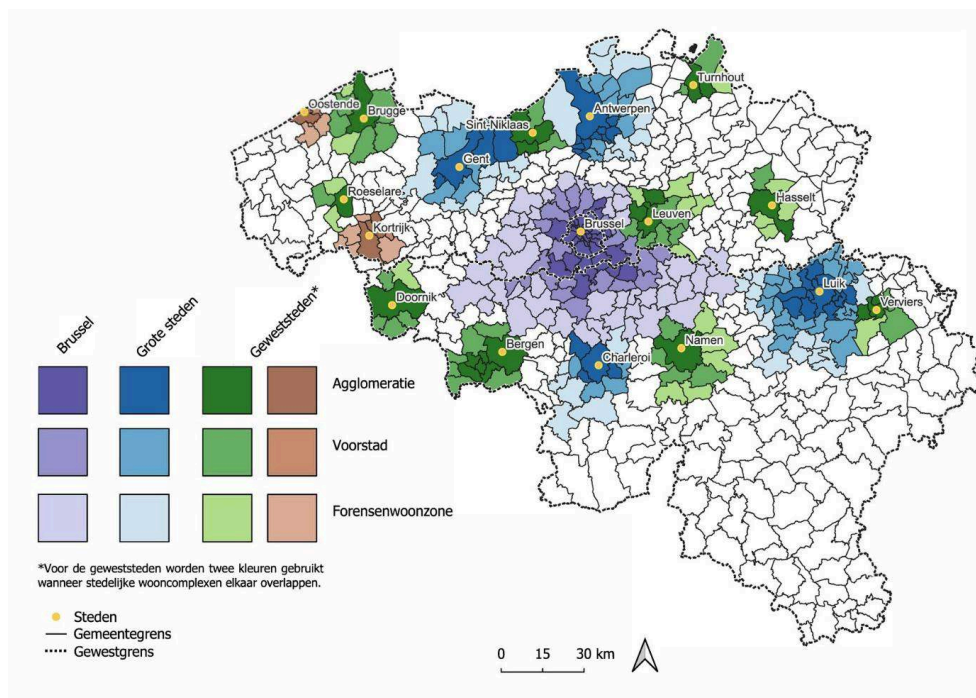 Turnhout
Oostende
Brugge
Antwerpen
Sint-Niklaas
Gent
Roeselare
Hasselt
Leuven
Kortrijk
Brussel
Luik
Doornik
Verviers
Bergen
Namen
Charleroi
Brussel
Grote steden
Geweststeden*
Agglomeratie
Voorstad
Forensenwoonzone
*Voor de geweststeden worden twee kleuren gebruikt
wanneer stedelijke wooncomplexen elkaar overlappen.
Steden
Gemeentegrens
Gewestgrens
0 15 30 km